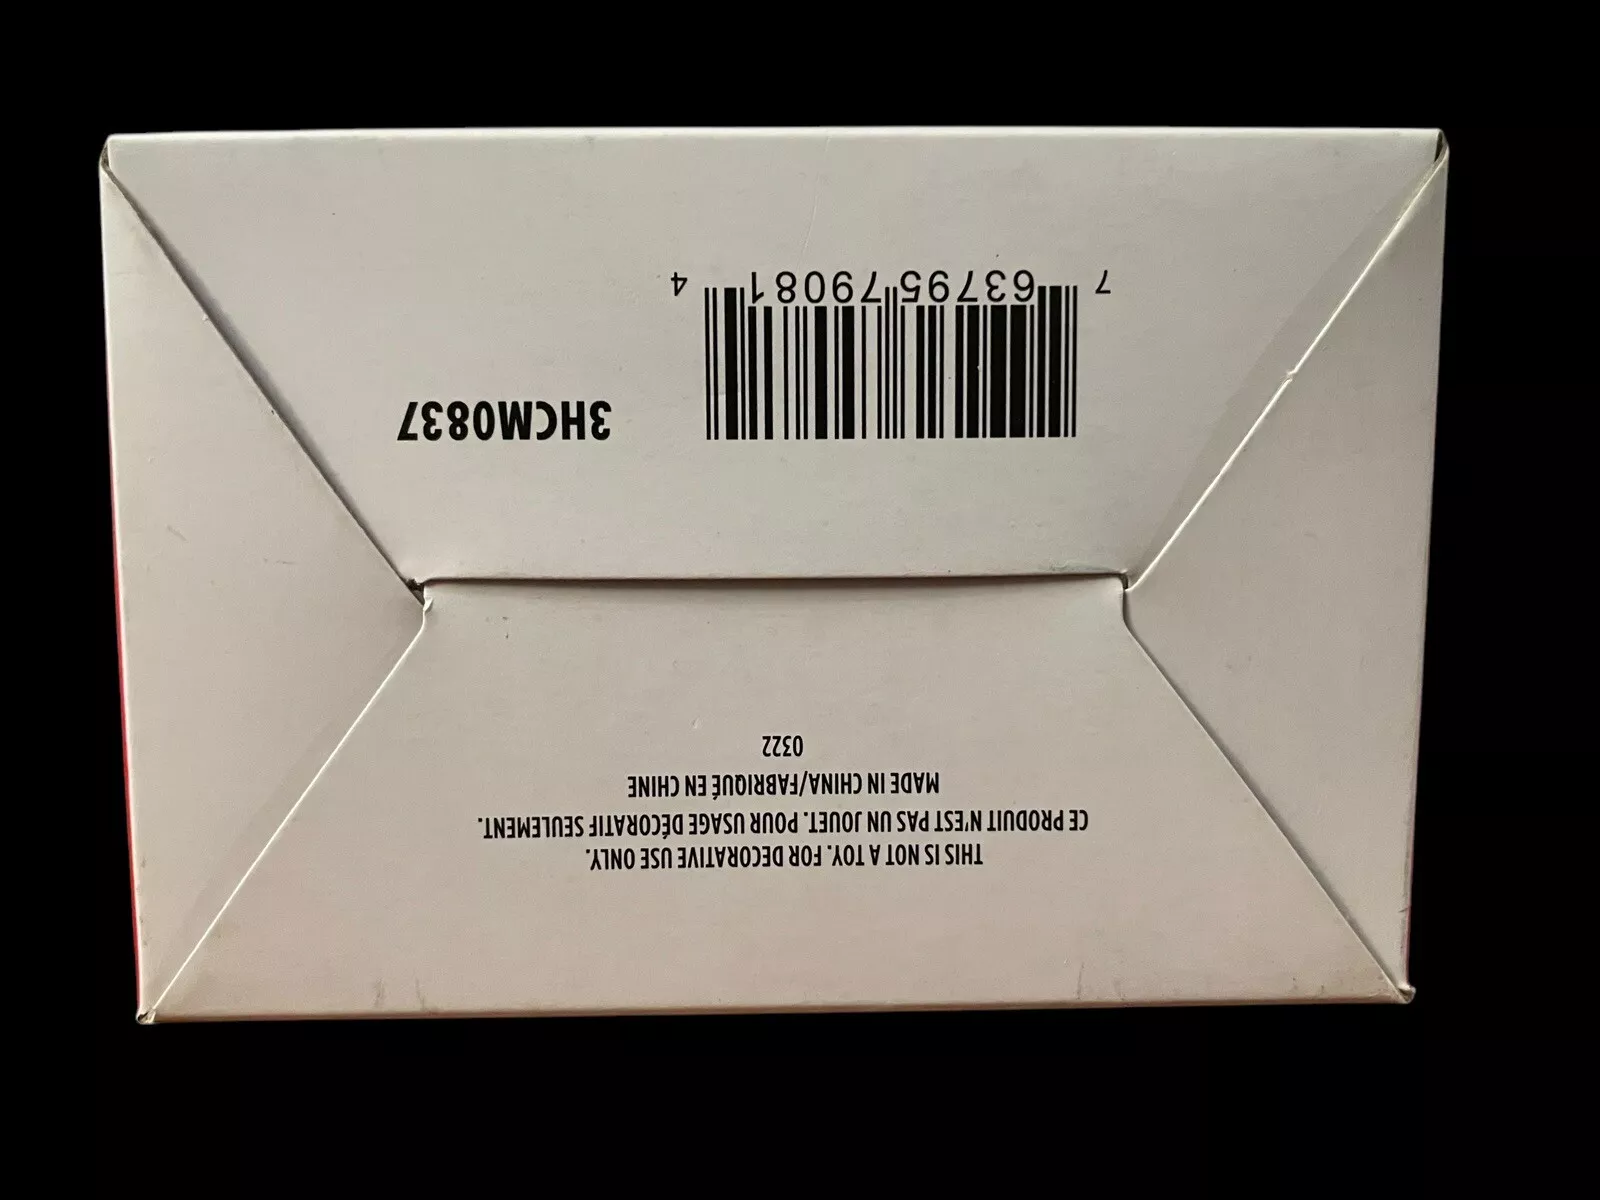 THIS IS NOT A TOY. FOR DECORATIVE USE ONLY.
CE PRODUIT N'EST PAS UN JOUET. POUR USAGE DÉCORATIF SEULEMENT.
MADE IN CHINA/FABRIQUÉ EN CHINE
0322
3HCM0837
7 63795 79081 4